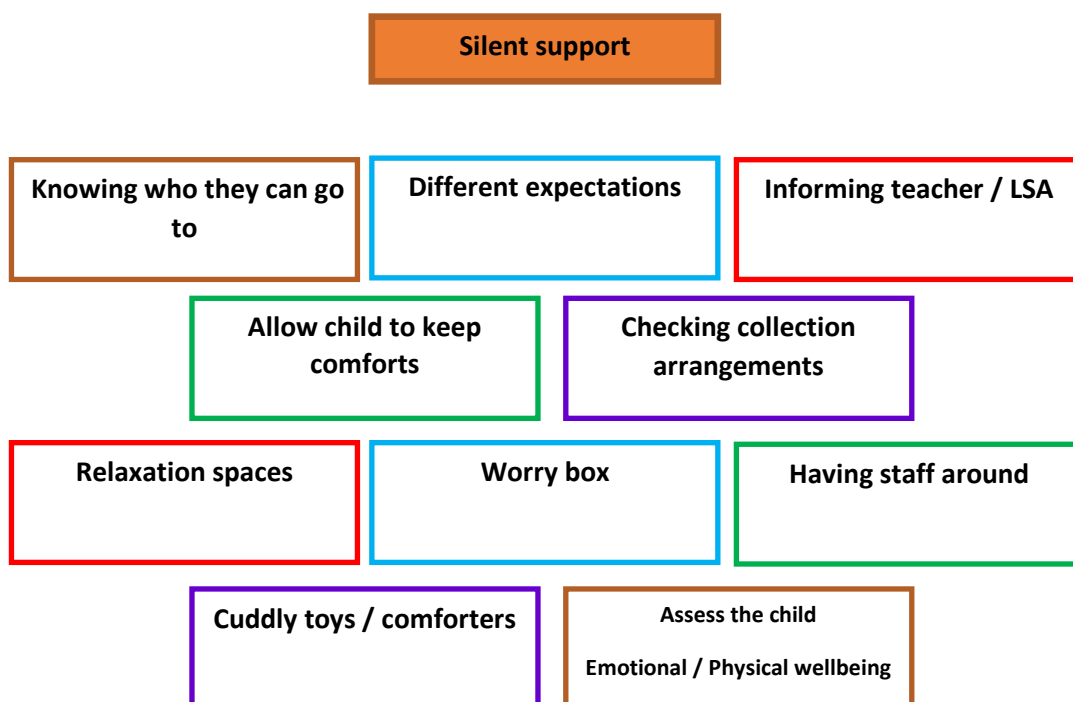 Silent support
Knowing who they can go
to
Different expectations
Informing teacher / LSA
Allow child to keep
comforts
Checking collection
arrangements
Relaxation spaces
Worry box
Having staff around
Cuddly toys / comforters
Assess the child
Emotional / Physical wellbeing